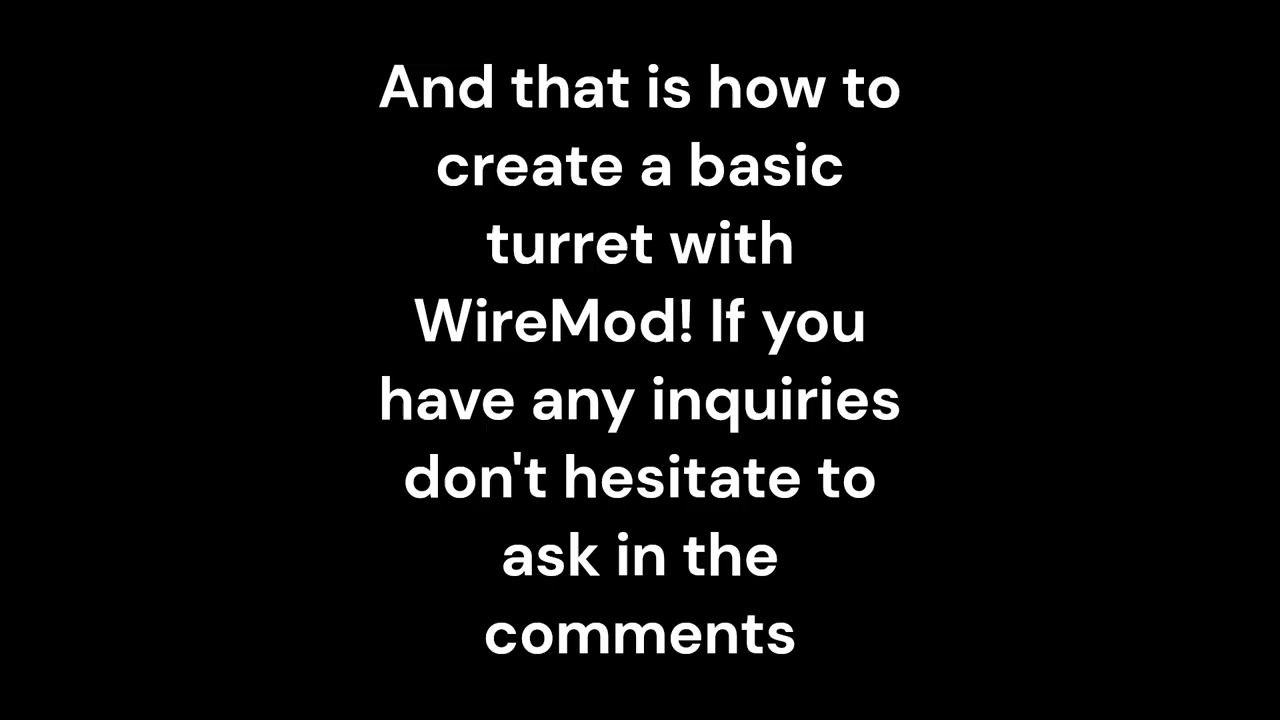 And that is how to
create a basic
turret with
WireMod! If you
have any inquiries
don't hesitate to
ask in the
comments